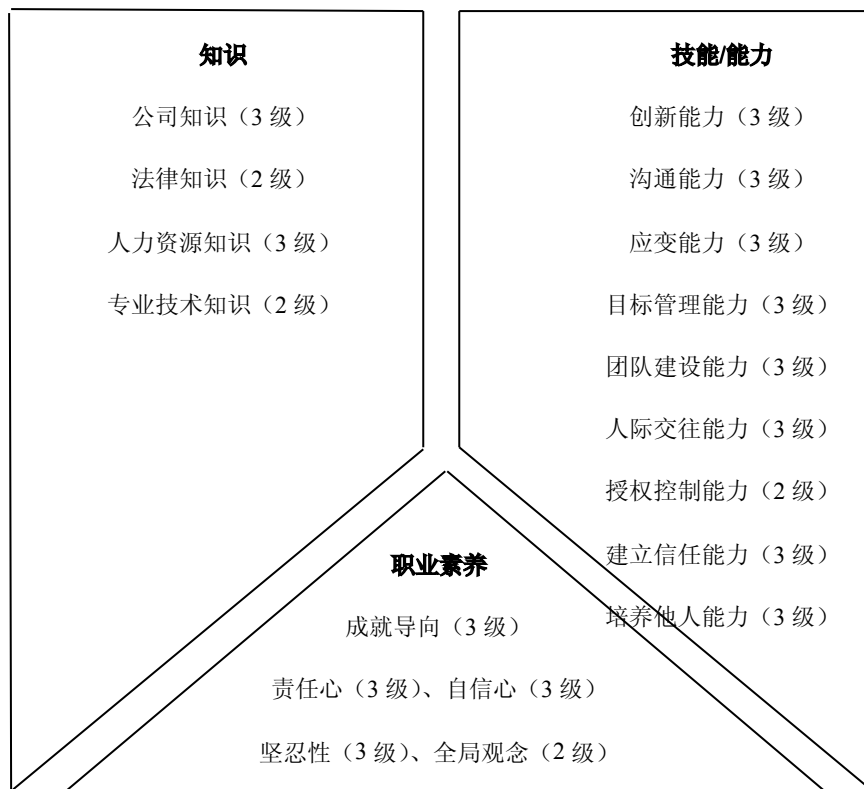 知识
公司知识（3 级）
法律知识（2 级）
人力资源知识（3 级）
专业技术知识（2 级）
技能/能力
创新能力（3 级）
沟通能力（3 级）
应变能力（3 级）
目标管理能力（3 级）
团队建设能力（3 级）
人际交往能力（3 级）
授权控制能力（2 级）
建立信任能力（3 级）
培养他人能力（3 级）
职业素养
成就导向（3 级）
责任心（3 级）、自信心（3 级）
坚忍性（3 级）、全局观念（2 级）